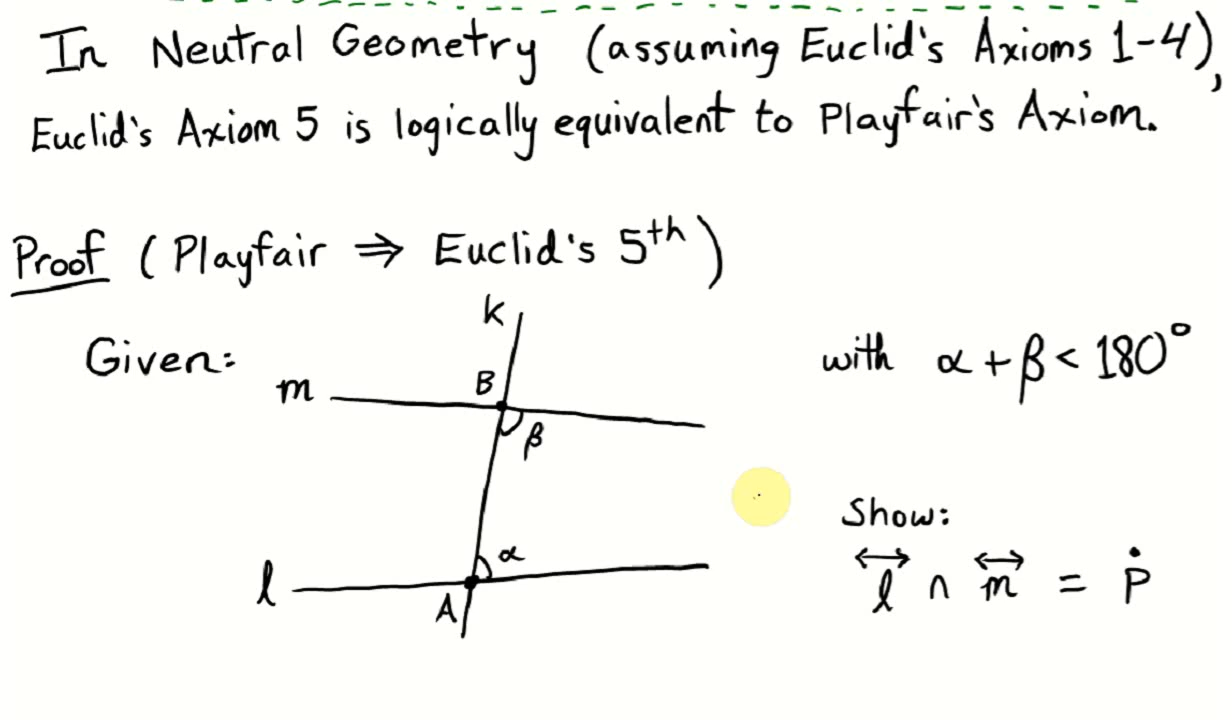 In Neutral Geometry (assuming Euclid's Axioms 1-4),
Euclid's Axiom 5 is logically equivalent to Playfair's Axiom.
Proof (Playfair ⇒ Euclid's 5th)
k
Given:
with α + β < 180°
m
B
β
Show:
α
l ∩ m = P
l
A